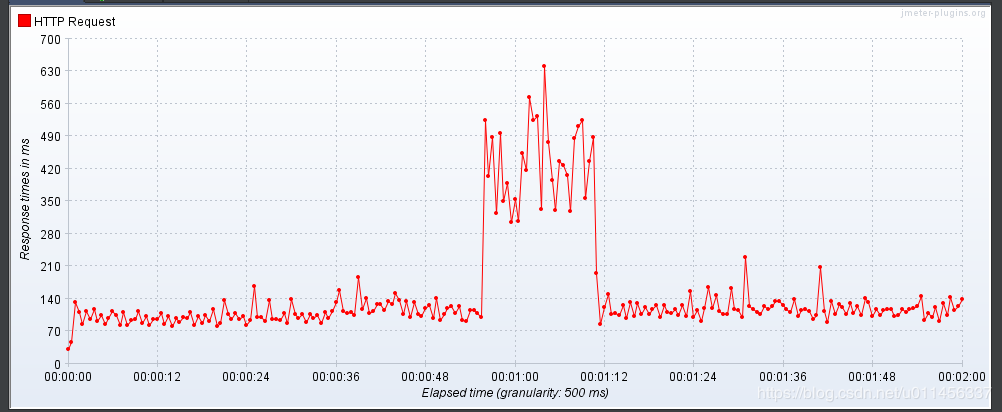 jmeter-plugins.org
HTTP Request
700
630
560
490
420
350
280
210
140
70
0
Response times in ms
00:00:00 00:00:12 00:00:24 00:00:36 00:00:48 00:01:00 00:01:12 00:01:24 00:01:36 00:01:48 00:02:00
Elapsed time (granularity: 500 ms)
https://blog.csdn.net/u011456337